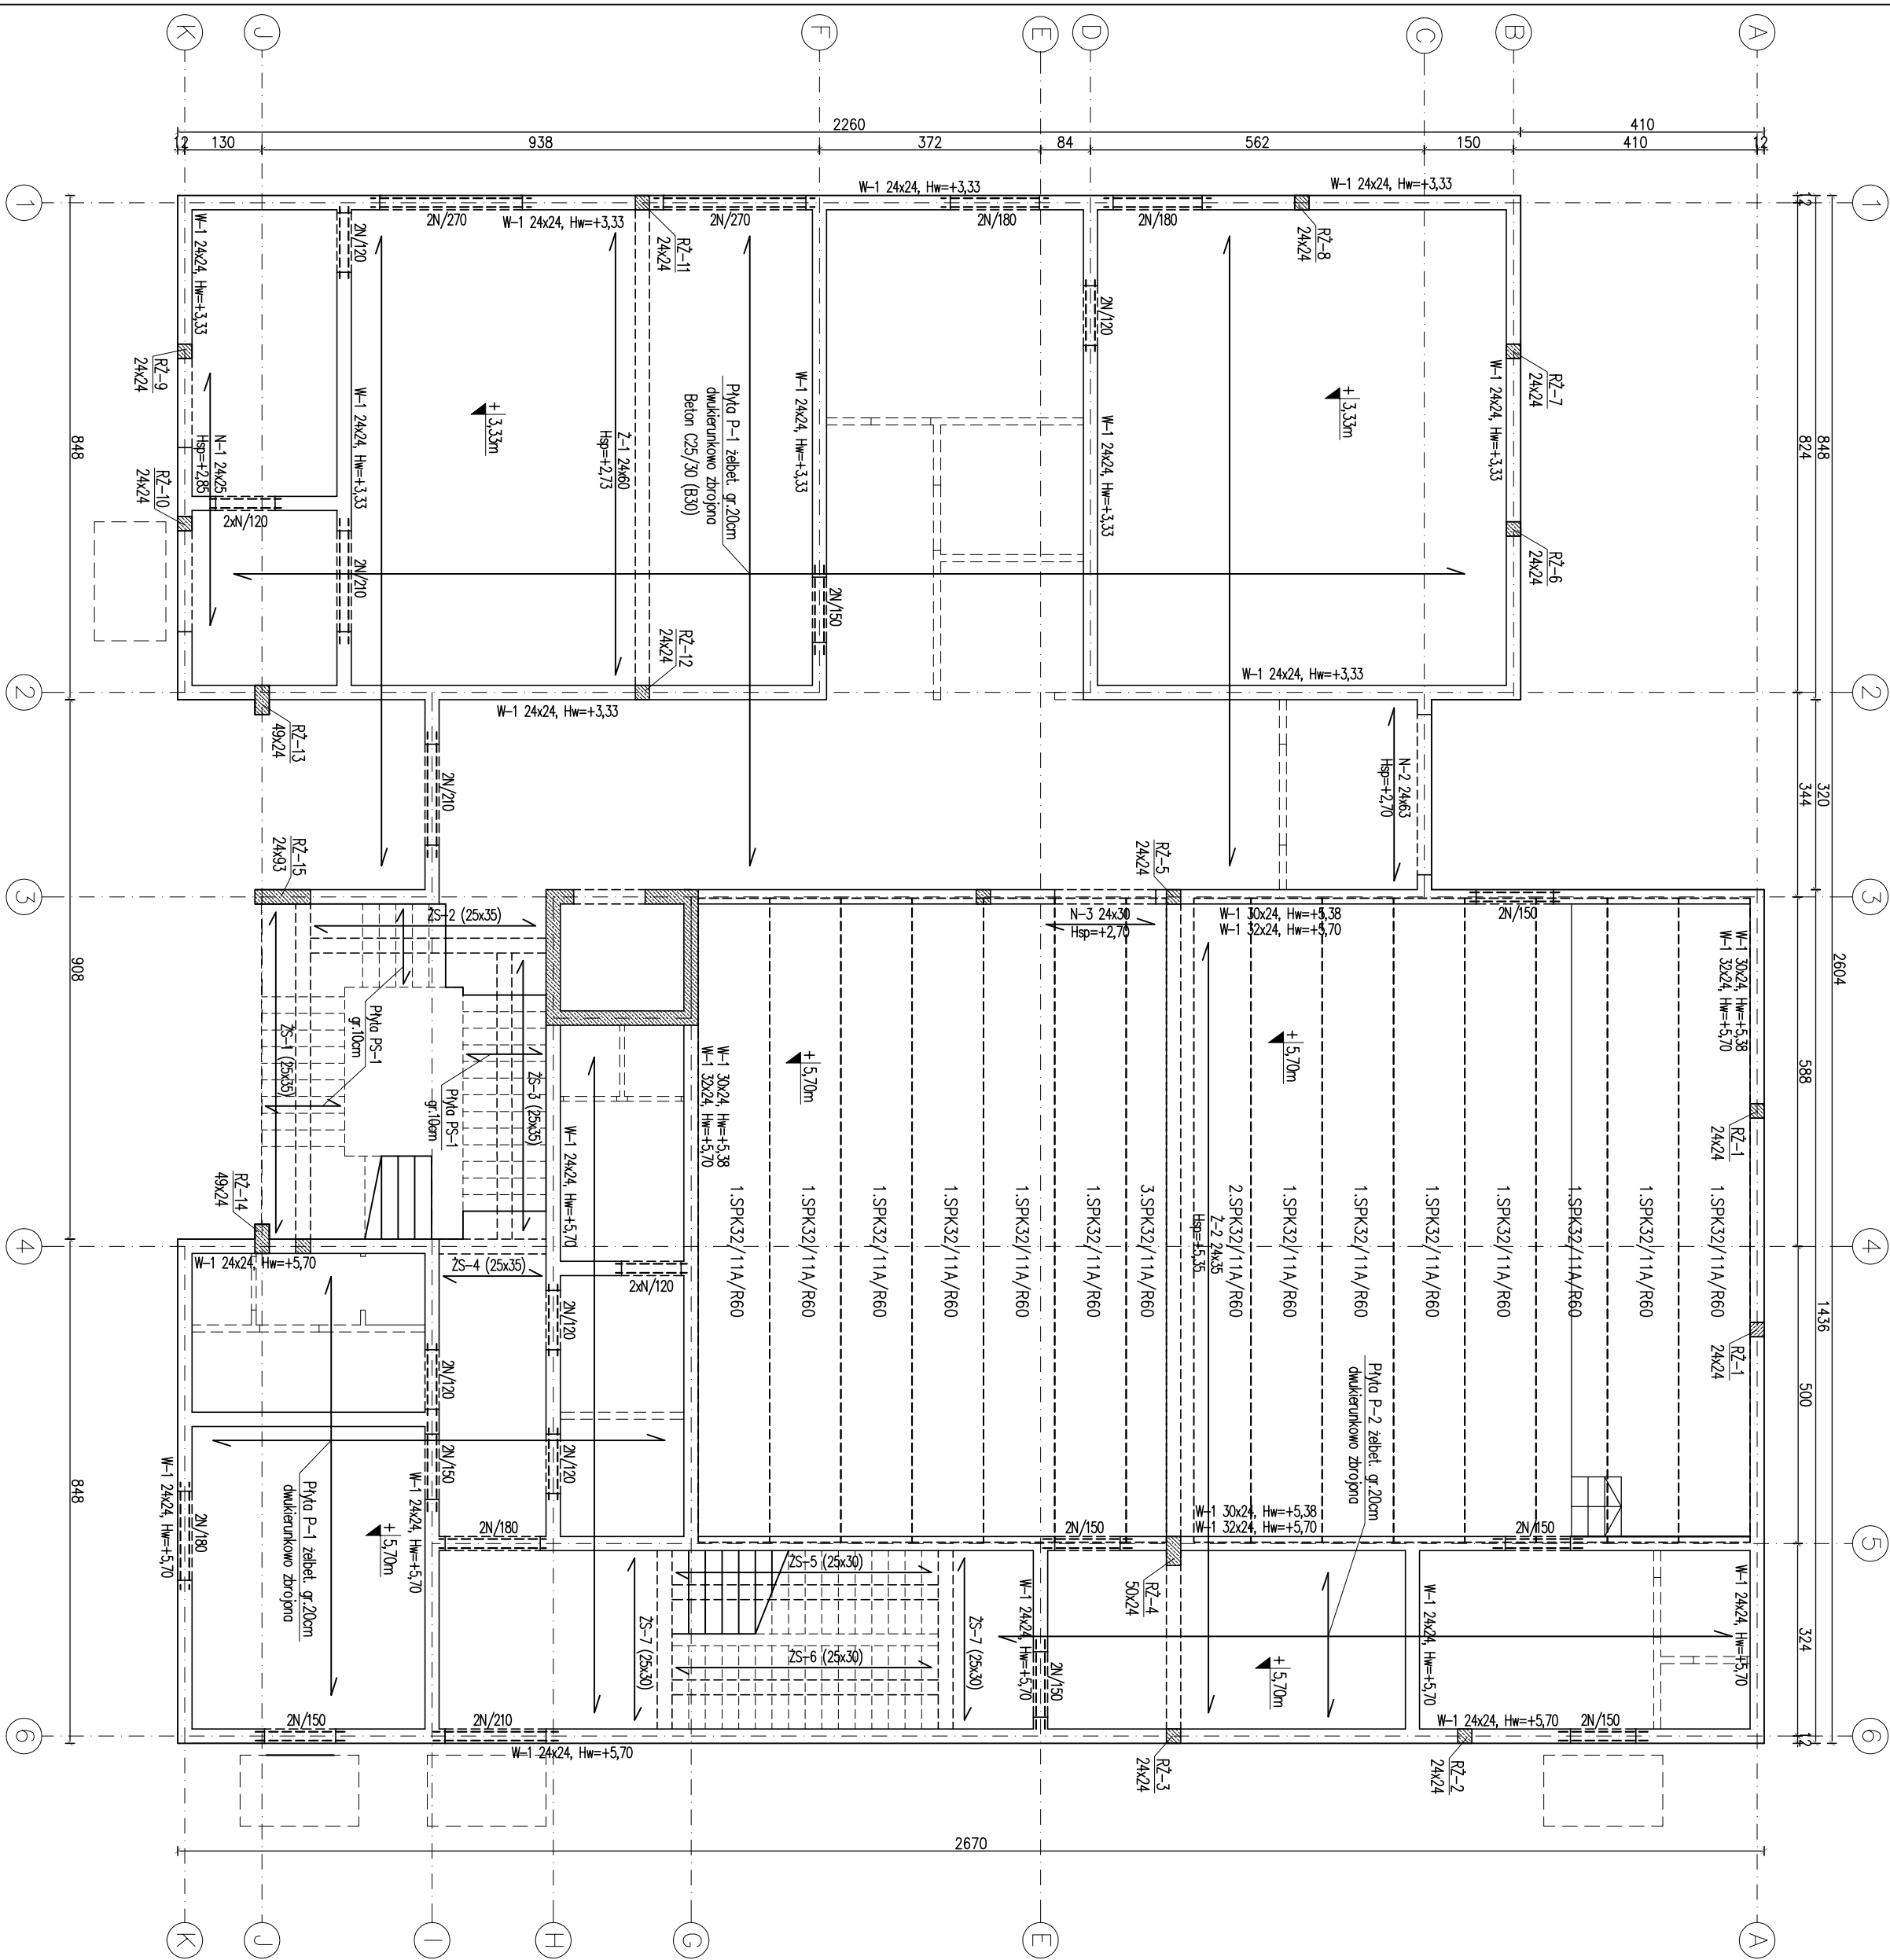 K
J
F
E
D
C
B
A
2260
410
12
130
938
372
84
562
150
410
12
1
1
W-1 24x24, Hw=+3,33
W-1 24x24, Hw=+3,33
2N/270
W-1 24x24, Hw=+3,33
2N/270
2N/180
2N/180
RŻ-11
24x24
RŻ-8
24x24
W-1 24x24, Hw=+3,33
2N/120
2N/120
RŻ-9
24x24
W-1 24x24, Hw=+3,33
+ 3,33m
Ż-1 24x60
Hsp=+2,73
Płyta P-1 żelbet. gr.20cm
dwukierunkowo zbrojona
Beton C25/30 (B30)
W-1 24x24, Hw=+3,33
W-1 24x24, Hw=+3,33
+ 3,33m
W-1 24x24, Hw=+3,33
RŻ-7
24x24
RŻ-6
24x24
N-1 24x25
Hsp=+2,85
RŻ-10
24x24
2xN/120
2N/210
2N/150
RŻ-12
24x24
W-1 24x24, Hw=+3,33
12
848
824
848
2
2
RŻ-13
49x24
W-1 24x24, Hw=+3,33
2N/210
N-2 24x63
Hsp=+2,70
320
344
RŻ-15
24x93
RŻ-5
24x24
3
3
ŻS-2 (25x35)
N-3 24x30
Hsp=+2,70
W-1 30x24, Hw=+5,38
W-1 32x24, Hw=+5,70
2N/150
W-1 30x24, Hw=+5,38
W-1 32x24, Hw=+5,70
2604
908
Płyta PS-1
gr.10cm
ŻS-1 (25x35)
Płyta PS-1
gr.10cm
ŻS-3 (25x35)
W-1 24x24, Hw=+5,70
W-1 30x24, Hw=+5,38
W-1 32x24, Hw=+5,70
+ 5,70m
+ 5,70m
588
RŻ-1
24x24
RŻ-14
49x24
1.SPK32/11A/R60
1.SPK32/11A/R60
1.SPK32/11A/R60
1.SPK32/11A/R60
1.SPK32/11A/R60
1.SPK32/11A/R60
3.SPK32/11A/R60
Ż-2 24x35
Hsp=+5,35
2.SPK32/11A/R60
1.SPK32/11A/R60
1.SPK32/11A/R60
1.SPK32/11A/R60
1.SPK32/11A/R60
1.SPK32/11A/R60
1.SPK32/11A/R60
1.SPK32/11A/R60
4
4
W-1 24x24, Hw=+5,70
ŻS-4 (25x35)
2xN/120
2N/120
2N/120
RŻ-1
24x24
1436
500
Płyta P-2 żelbet. gr.20cm
dwukierunkowo zbrojona
2N/150
2N/120
W-1 24x24, Hw=+5,70
2N/180
848
Płyta P-1 żelbet. gr.20cm
dwukierunkowo zbrojona
+ 5,70m
W-1 24x24, Hw=+5,70
2N/180
2N/150
W-1 30x24, Hw=+5,38
W-1 32x24, Hw=+5,70
2N/150
5
ŻS-5 (25x30)
RŻ-4
50x24
ŻS-7 (25x30)
ŻS-6 (25x30)
ŻS-7 (25x30)
W-1 24x24, Hw=+5,70
2N/150
+ 5,70m
W-1 24x24, Hw=+5,70
W-1 24x24, Hw=+5,70
324
12
6
6
2N/150
2N/210
W-1 24x24, Hw=+5,70
W-1 24x24, Hw=+5,70
2N/150
RŻ-3
24x24
RŻ-2
24x24
2670
K
J
I
H
G
E
A